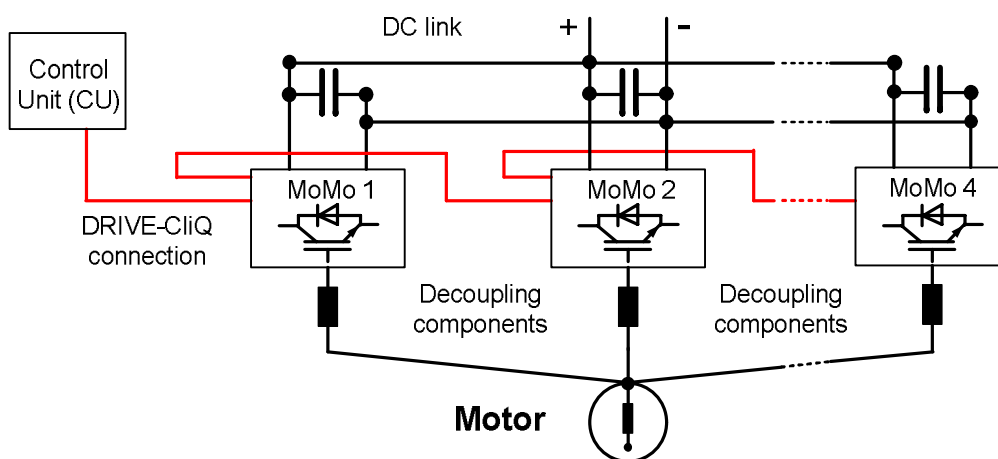 DC link
+
-
Control
Unit (CU)
MoMo 1
MoMo 2
MoMo 4
DRIVE-CliQ
connection
Decoupling
components
Decoupling
components
Motor